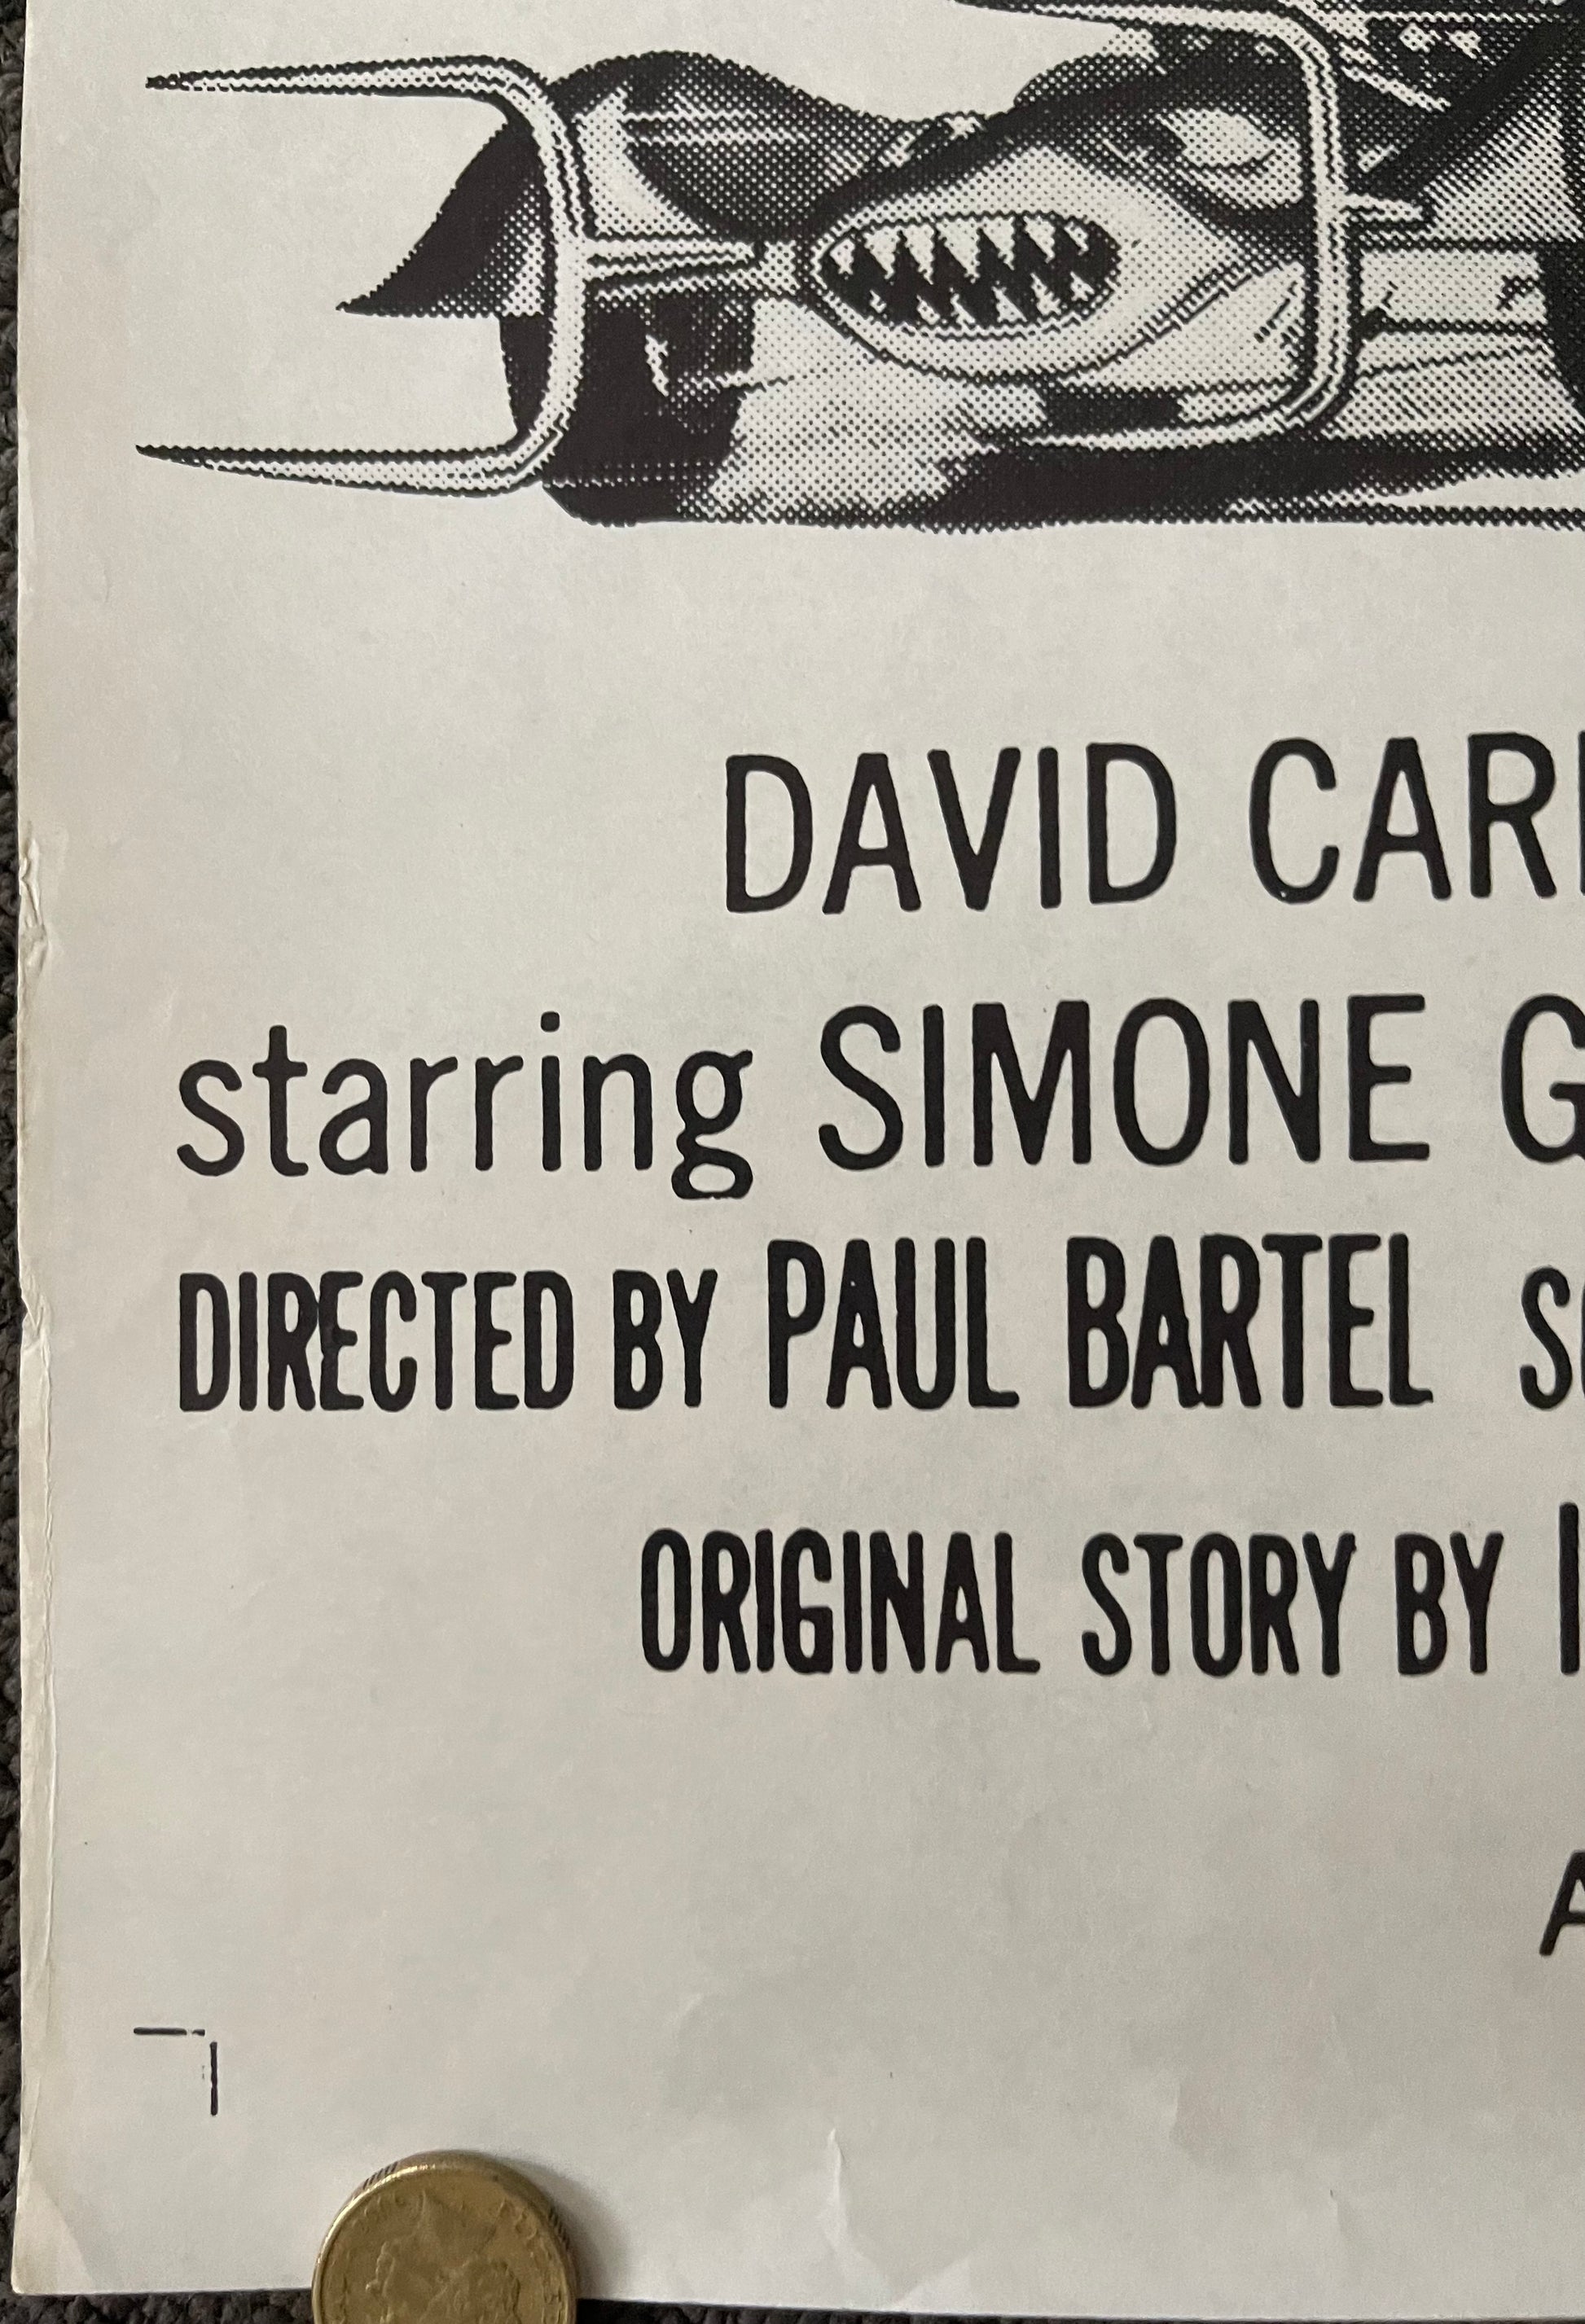 DAVID CAR
starring SIMONE G
DIRECTED BY PAUL BARTEL S
ORIGINAL STORY BY I
A